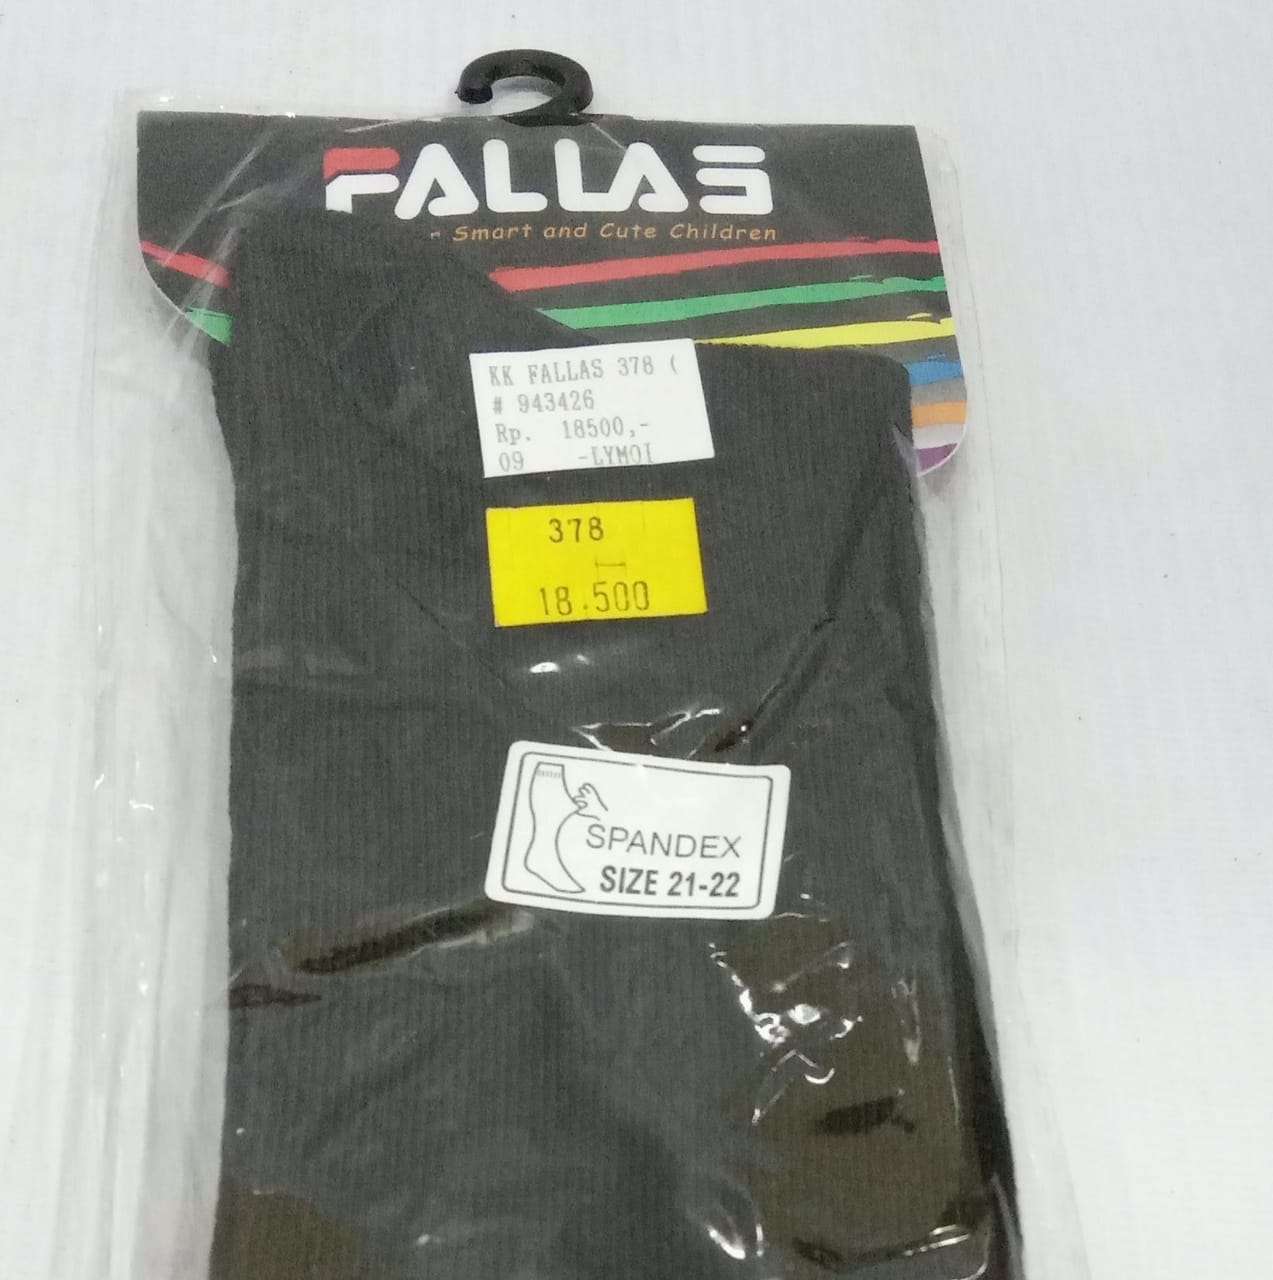 FALLAS
Smart and Cute Children
KK FALLAS 378 (
# 943426
Rp. 18500,-
09 -LYMOI
378
18.500
SPANDEX
SIZE 21-22